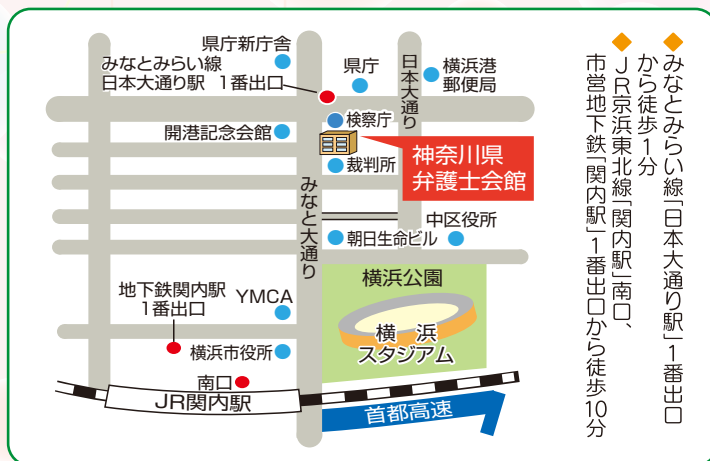 県庁新庁舎
みなとみらい線
日本大通り駅 1番出口
県庁
日本大通り
横浜港
郵便局
開港記念会館
検察庁
神奈川県
弁護士会館
裁判所
みなと大通り
中区役所
朝日生命ビル
横浜公園
横浜
スタジアム
地下鉄関内駅
1番出口
YMCA
横浜市役所
南口
JR関内駅
首都高速
◆みなとみらい線「日本大通り駅」1番出口
から徒歩1分
◆JR京浜東北線「関内駅」南口、
市営地下鉄「関内駅」1番出口から徒歩10分